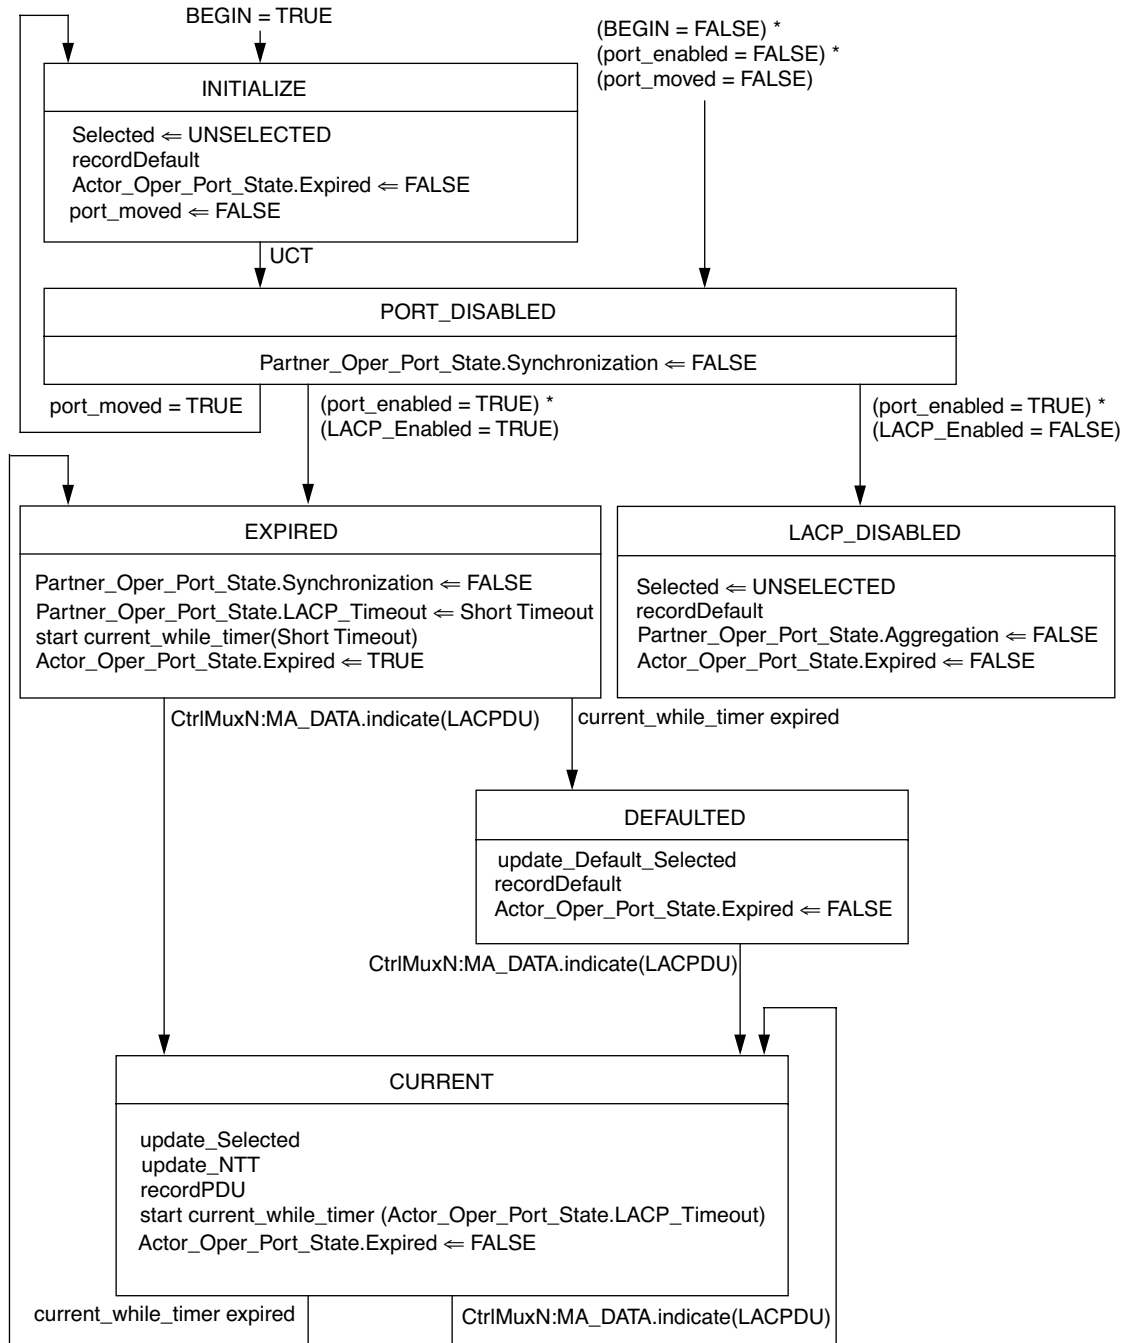 BEGIN = TRUE
(BEGIN = FALSE) *
(port_enabled = FALSE) *
(port_moved = FALSE)
INITIALIZE
Selected ⇐ UNSELECTED
recordDefault
Actor_Oper_Port_State.Expired ⇐ FALSE
port_moved ⇐ FALSE
UCT
PORT_DISABLED
Partner_Oper_Port_State.Synchronization ⇐ FALSE
port_moved = TRUE
(port_enabled = TRUE) *
(LACP_Enabled = TRUE)
(port_enabled = TRUE) *
(LACP_Enabled = FALSE)
EXPIRED
Partner_Oper_Port_State.Synchronization ⇐ FALSE
Partner_Oper_Port_State.LACP_Timeout ⇐ Short Timeout
start current_while_timer(Short Timeout)
Actor_Oper_Port_State.Expired ⇐ TRUE
LACP_DISABLED
Selected ⇐ UNSELECTED
recordDefault
Partner_Oper_Port_State.Aggregation ⇐ FALSE
Actor_Oper_Port_State.Expired ⇐ FALSE
CtrlMuxN:MA_DATA.indicate(LACPDU)
current_while_timer expired
DEFAULTED
update_Default_Selected
recordDefault
Actor_Oper_Port_State.Expired ⇐ FALSE
CtrlMuxN:MA_DATA.indicate(LACPDU)
CURRENT
update_Selected
update_NTT
recordPDU
start current_while_timer (Actor_Oper_Port_State.LACP_Timeout)
Actor_Oper_Port_State.Expired ⇐ FALSE
current_while_timer expired
CtrlMuxN:MA_DATA.indicate(LACPDU)